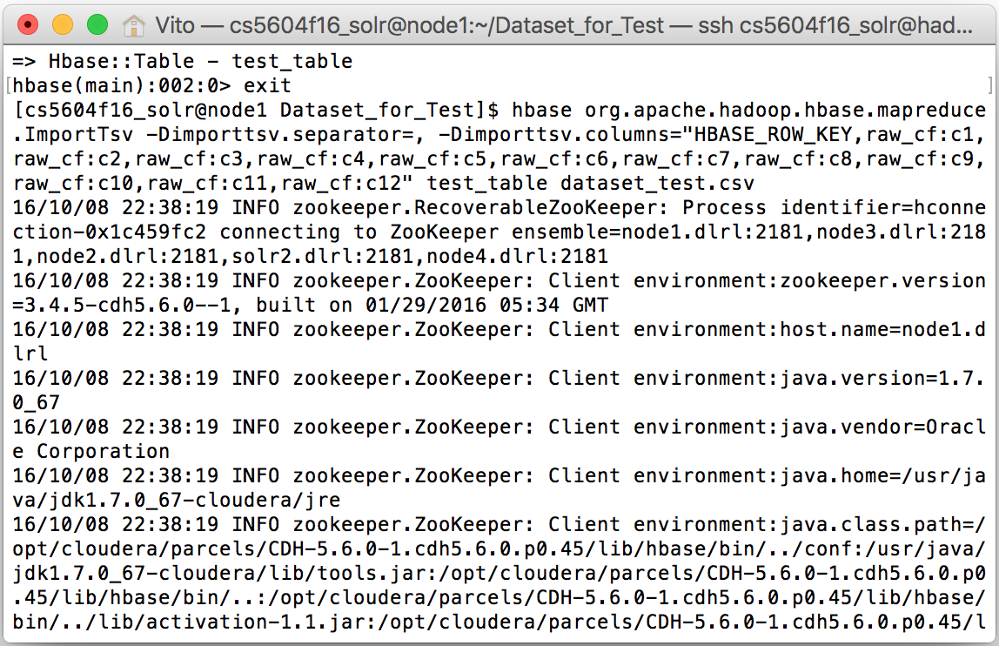 Vito — cs5604f16_solr@node1:~/Dataset_for_Test — ssh cs5604f16_solr@had...
=> Hbase::Table - test_table
[hbase(main):002:0> exit ]
[cs5604f16_solr@node1 Dataset_for_Test]$ hbase org.apache.hadoop.hbase.mapreduce
.ImportTsv -Dimporttsv.separator=, -Dimporttsv.columns="HBASE_ROW_KEY,raw_cf:c1,
raw_cf:c2,raw_cf:c3,raw_cf:c4,raw_cf:c5,raw_cf:c6,raw_cf:c7,raw_cf:c8,raw_cf:c9,
raw_cf:c10,raw_cf:c11,raw_cf:c12" test_table dataset_test.csv
16/10/08 22:38:19 INFO zookeeper.RecoverableZooKeeper: Process identifier=hconne
ction-0x1c459fc2 connecting to ZooKeeper ensemble=node1.dlrl:2181,node3.dlrl:218
1,node2.dlrl:2181,solr2.dlrl:2181,node4.dlrl:2181
16/10/08 22:38:19 INFO zookeeper.ZooKeeper: Client environment:zookeeper.version
=3.4.5-cdh5.6.0--1, built on 01/29/2016 05:34 GMT
16/10/08 22:38:19 INFO zookeeper.ZooKeeper: Client environment:host.name=node1.d
lrl
16/10/08 22:38:19 INFO zookeeper.ZooKeeper: Client environment:java.version=1.7.
0_67
16/10/08 22:38:19 INFO zookeeper.ZooKeeper: Client environment:java.vendor=Oracl
e Corporation
16/10/08 22:38:19 INFO zookeeper.ZooKeeper: Client environment:java.home=/usr/ja
va/jdk1.7.0_67-cloudera/jre
16/10/08 22:38:19 INFO zookeeper.ZooKeeper: Client environment:java.class.path=/
opt/cloudera/parcels/CDH-5.6.0-1.cdh5.6.0.p0.45/lib/hbase/bin/../conf:/usr/java/
jdk1.7.0_67-cloudera/lib/tools.jar:/opt/cloudera/parcels/CDH-5.6.0-1.cdh5.6.0.p0
.45/lib/hbase/bin/..:/opt/cloudera/parcels/CDH-5.6.0-1.cdh5.6.0.p0.45/lib/hbase/
bin/../lib/activation-1.1.jar:/opt/cloudera/parcels/CDH-5.6.0-1.cdh5.6.0.p0.45/l